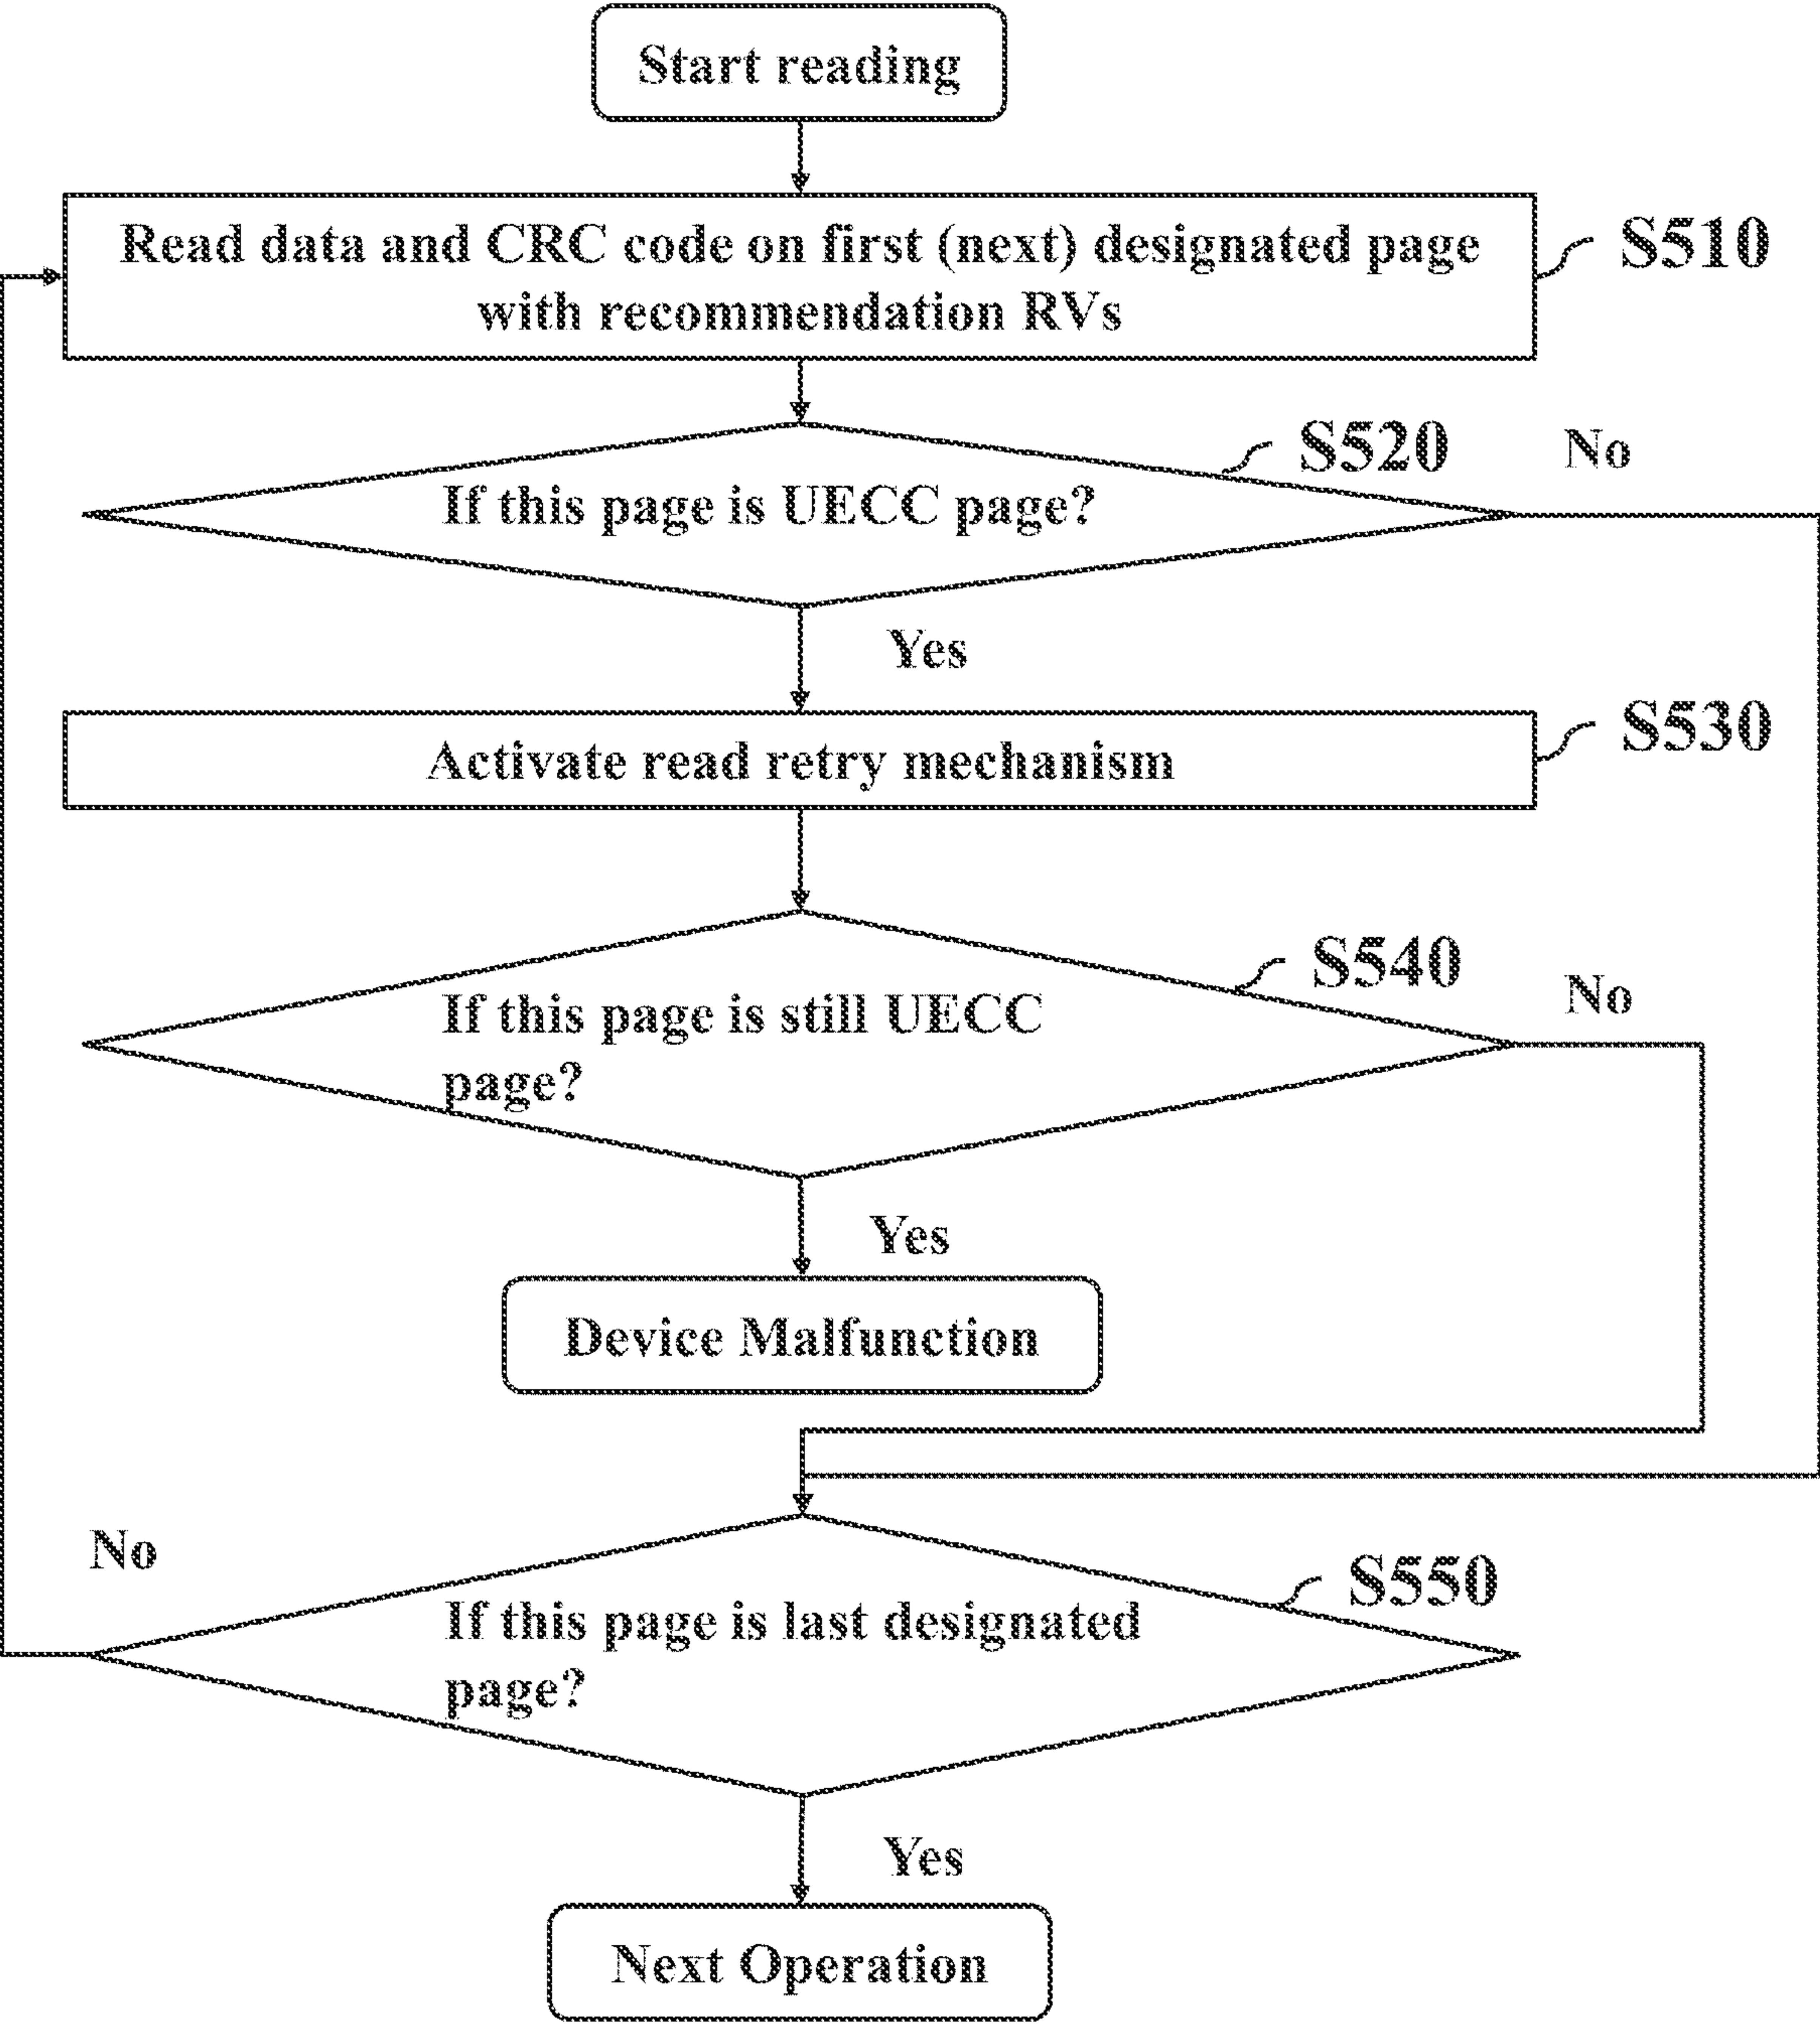 Start reading
Read data and CRC code on first (next) designated page
with recommendation RVs
S510
S520
No
If this page is UECC page?
Yes
S530
Activate read retry mechanism
S540
No
If this page is still UECC
page?
Yes
Device Malfunction
No
S550
If this page is last designated
page?
Yes
Next Operation